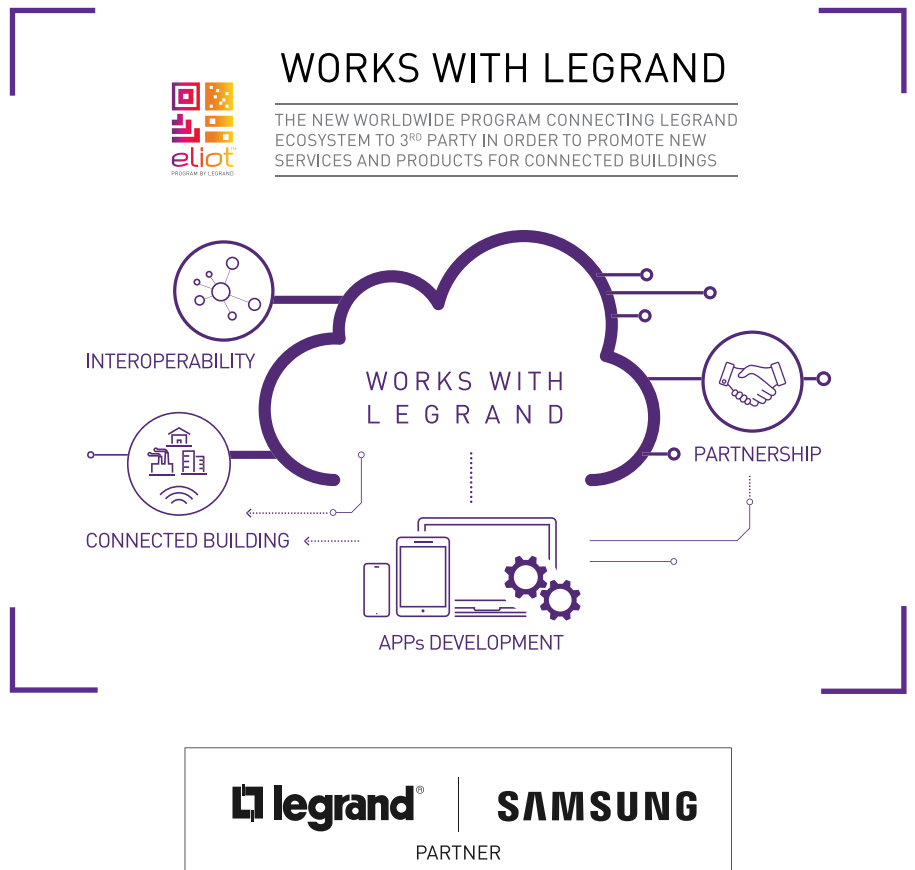 WORKS WITH LEGRAND
THE NEW WORLDWIDE PROGRAM CONNECTING LEGRAND
ECOSYSTEM TO 3RD PARTY IN ORDER TO PROMOTE NEW
SERVICES AND PRODUCTS FOR CONNECTED BUILDINGS
eliot™
PROGRAM BY LEGRAND
INTEROPERABILITY
WORKS WITH
LEGRAND
PARTNERSHIP
CONNECTED BUILDING
APPs DEVELOPMENT
legrand®
SAMSUNG
PARTNER